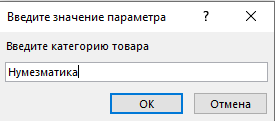 Введите значение параметра ? ×
Введите категорию товара
Нумезматика
ОК Отмена